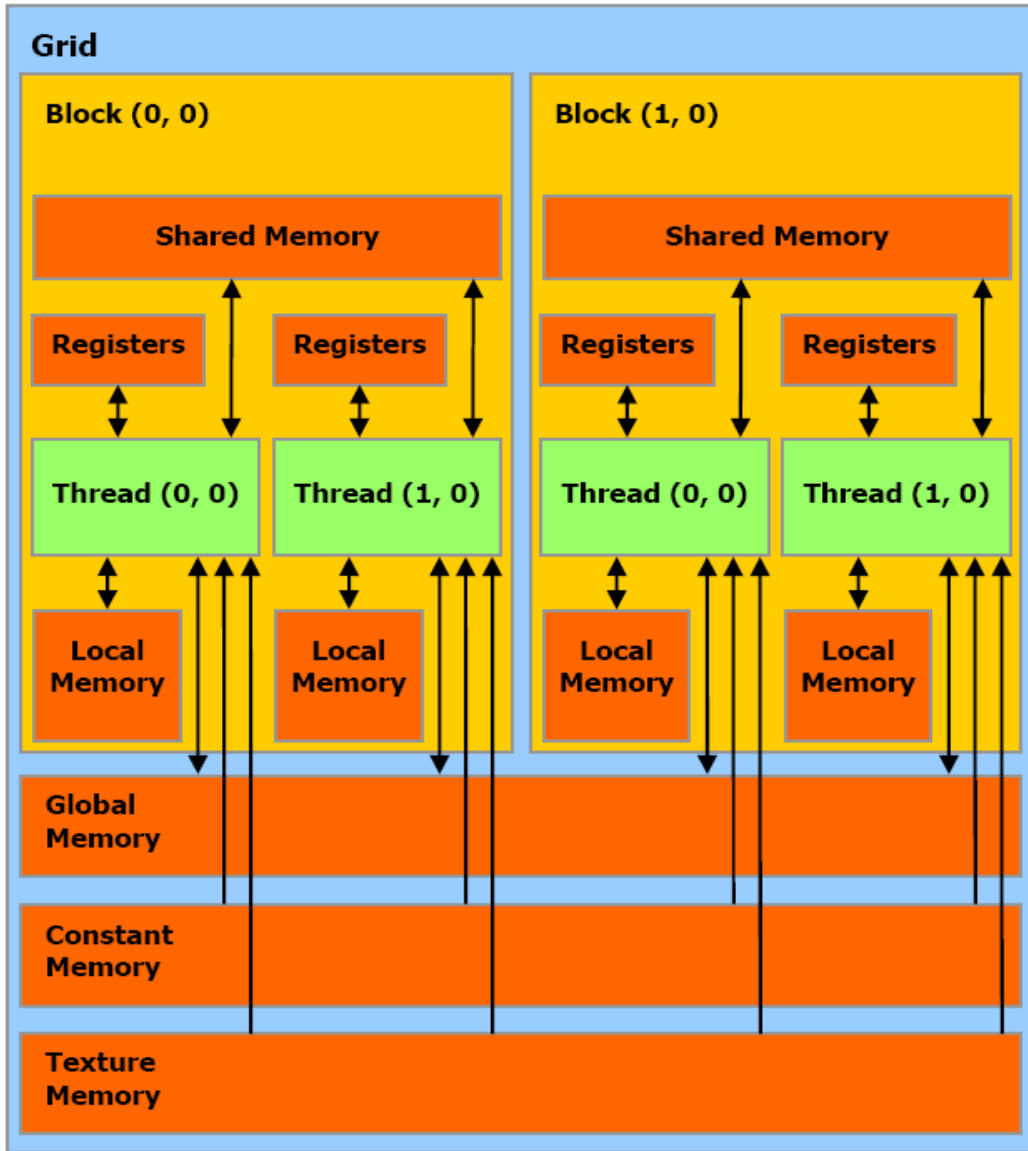 Grid
Block (0, 0)
Block (1, 0)
Shared Memory
Shared Memory
Registers
Registers
Registers
Registers
Thread (0, 0)
Thread (1, 0)
Thread (0, 0)
Thread (1, 0)
Local
Memory
Local
Memory
Local
Memory
Local
Memory
Global
Memory
Constant
Memory
Texture
Memory